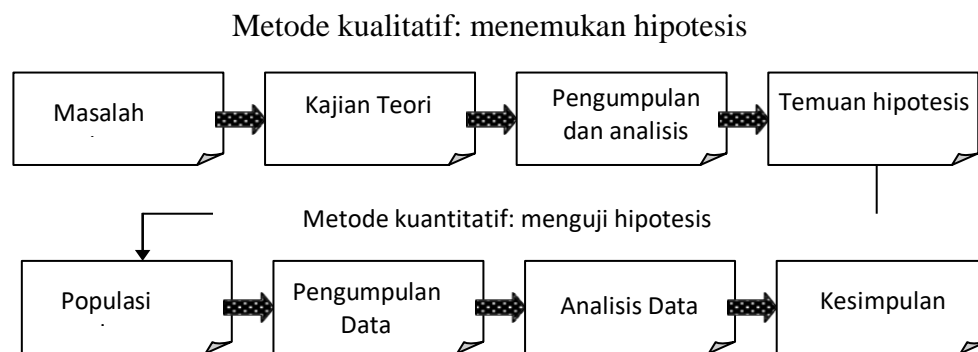 Metode kualitatif: menemukan hipotesis
Masalah
Kajian Teori
Pengumpulan
dan analisis
Temuan hipotesis
Metode kuantitatif: menguji hipotesis
Populasi
Pengumpulan
Data
Analisis Data
Kesimpulan